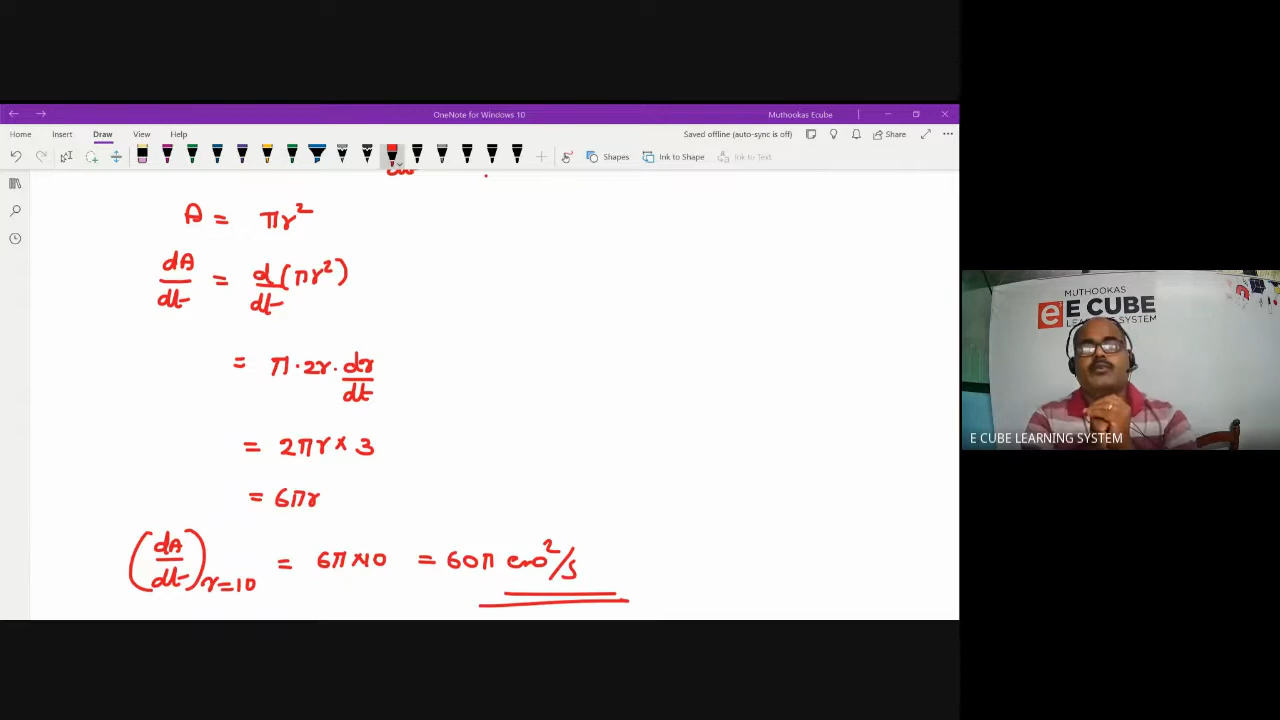 OneNote for Windows 10
Muthookas Ecube
Home Insert Draw View Help
Saved offline (auto-sync is off)
Share
Shapes
Ink to Shape
Ink to Text
A = πr²
dA/dt = d/dt (πr²)
= π · 2r · dr/dt
= 2πr × 3
= 6πr
(dA/dt) r=10 = 6π×10 = 60π cm²/s
MUTHOOKAS
e E CUBE
LEARNING SYSTEM
E CUBE LEARNING SYSTEM